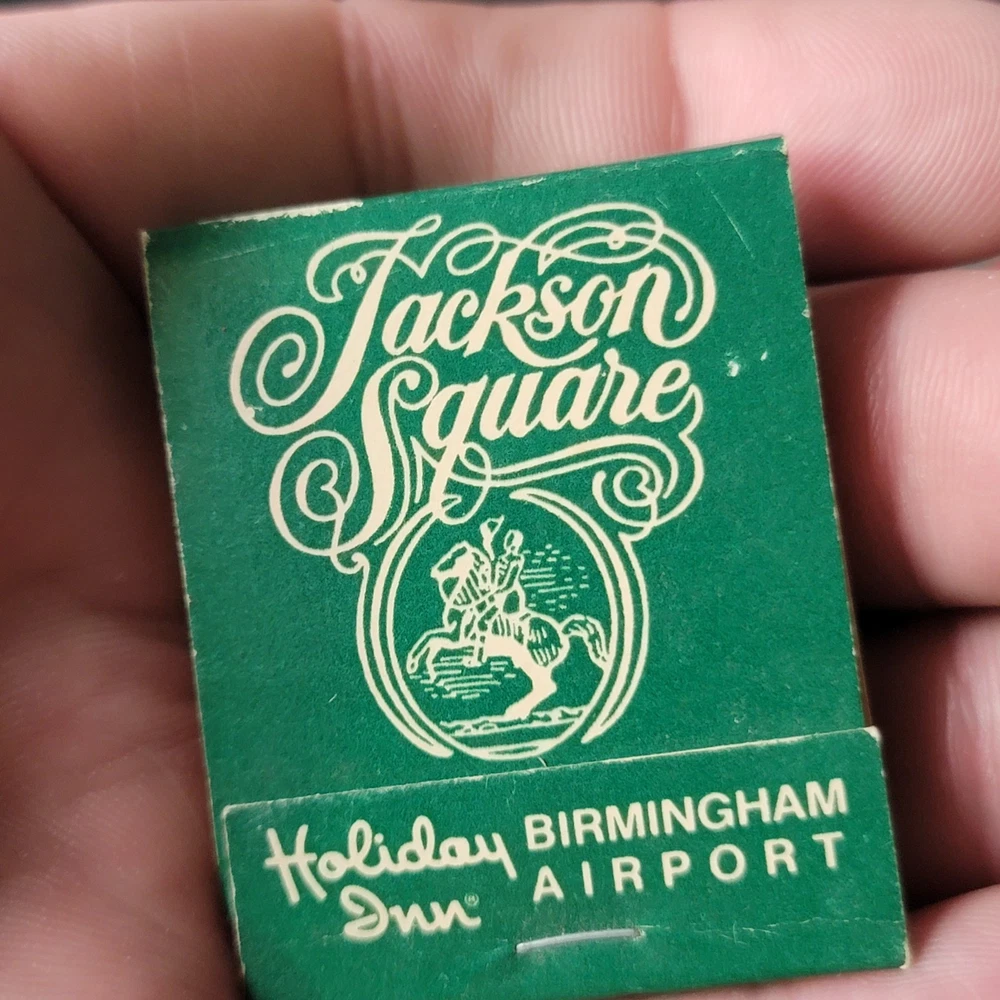 Jackson
Square
Holiday
Inn®
BIRMINGHAM
AIRPORT